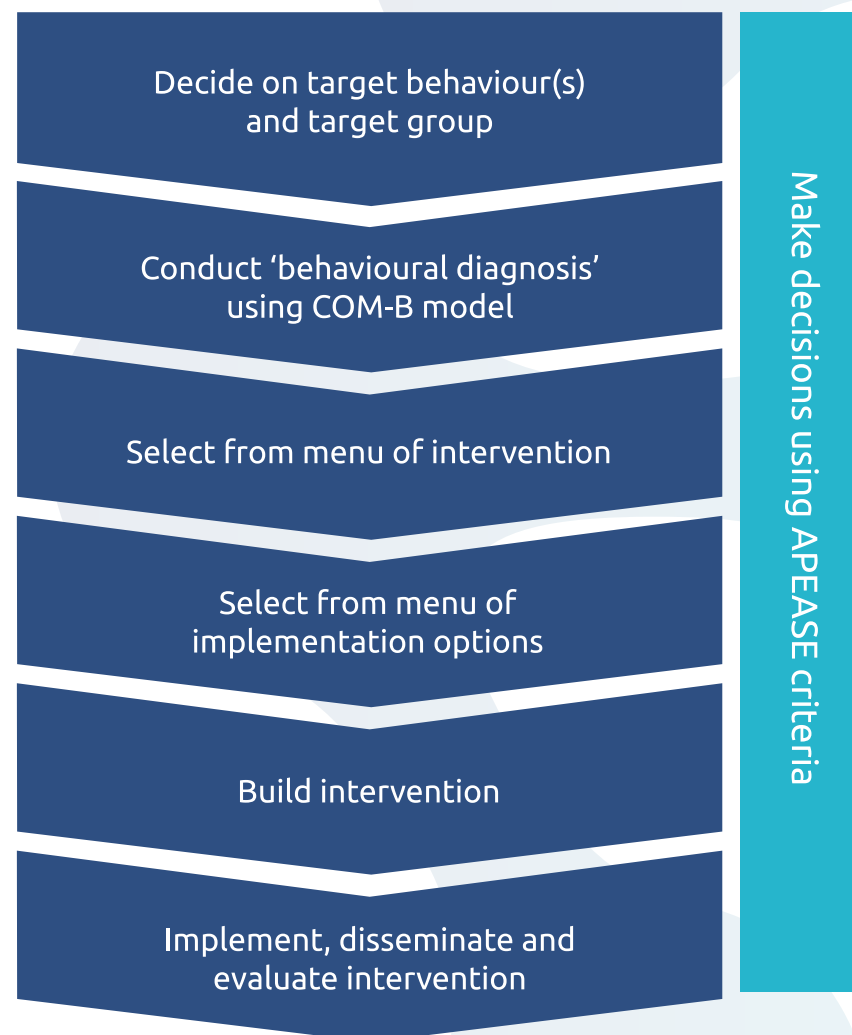 Decide on target behaviour(s)
and target group
Conduct ‘behavioural diagnosis’
using COM-B model
Select from menu of intervention
Select from menu of
implementation options
Build intervention
Implement, disseminate and
evaluate intervention
Make decisions using APEASE criteria